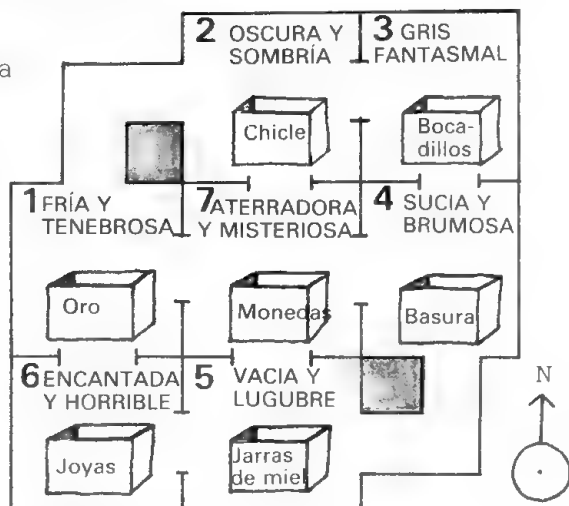 a
2 OSCURA Y
SOMBRÍA
3 GRIS
FANTASMAL
Chicle
Boca-
dillos
1 FRÍA Y
TENEBROSA
7 ATERRADORA
Y MISTERIOSA
4 SUCIA Y
BRUMOSA
Oro
Monedas
Basura
6 ENCANTADA
Y HORRIBLE
5 VACIA Y
LUGUBRE
N
Joyas
Jarras
de miel